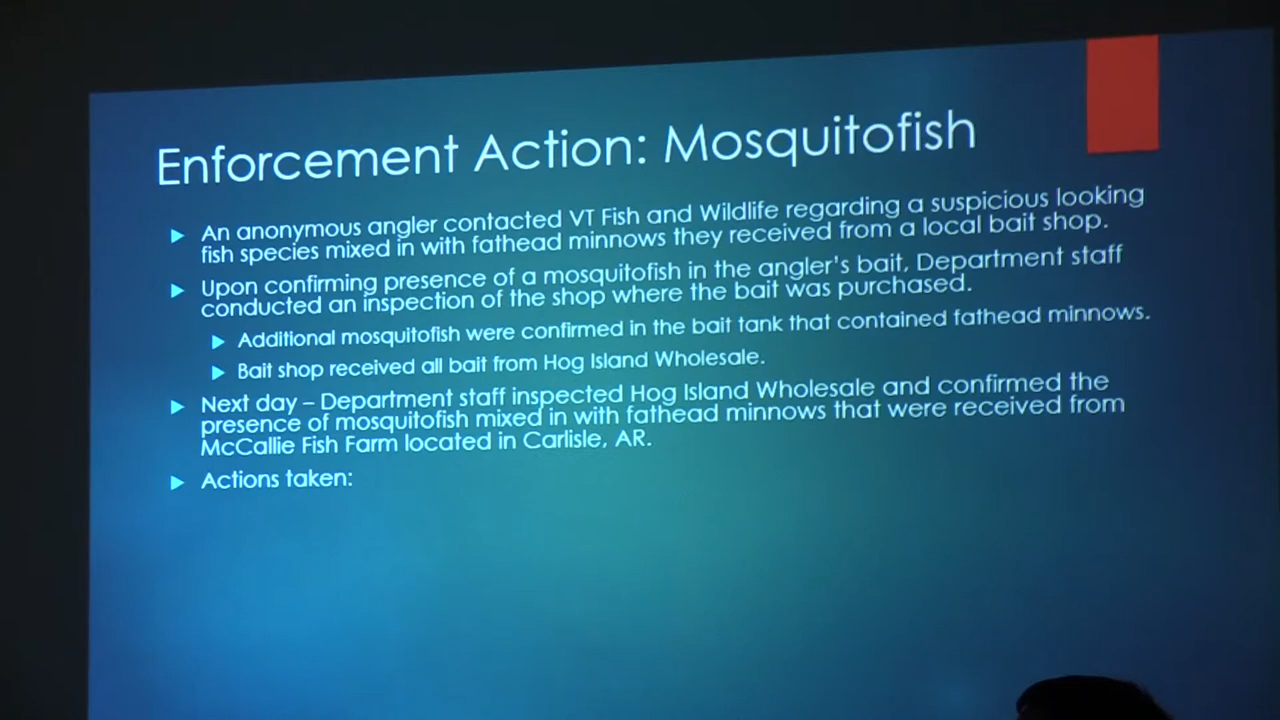 Enforcement Action: Mosquitofish
An anonymous angler contacted VT Fish and Wildlife regarding a suspicious looking
fish species mixed in with fathead minnows they received from a local bait shop.
Upon confirming presence of a mosquitofish in the angler's bait, Department staff
conducted an inspection of the shop where the bait was purchased.
Additional mosquitofish were confirmed in the bait tank that contained fathead minnows.
Bait shop received all bait from Hog Island Wholesale.
Next day – Department staff inspected Hog Island Wholesale and confirmed the
presence of mosquitofish mixed in with fathead minnows that were received from
McCallie Fish Farm located in Carlisle, AR.
Actions taken: